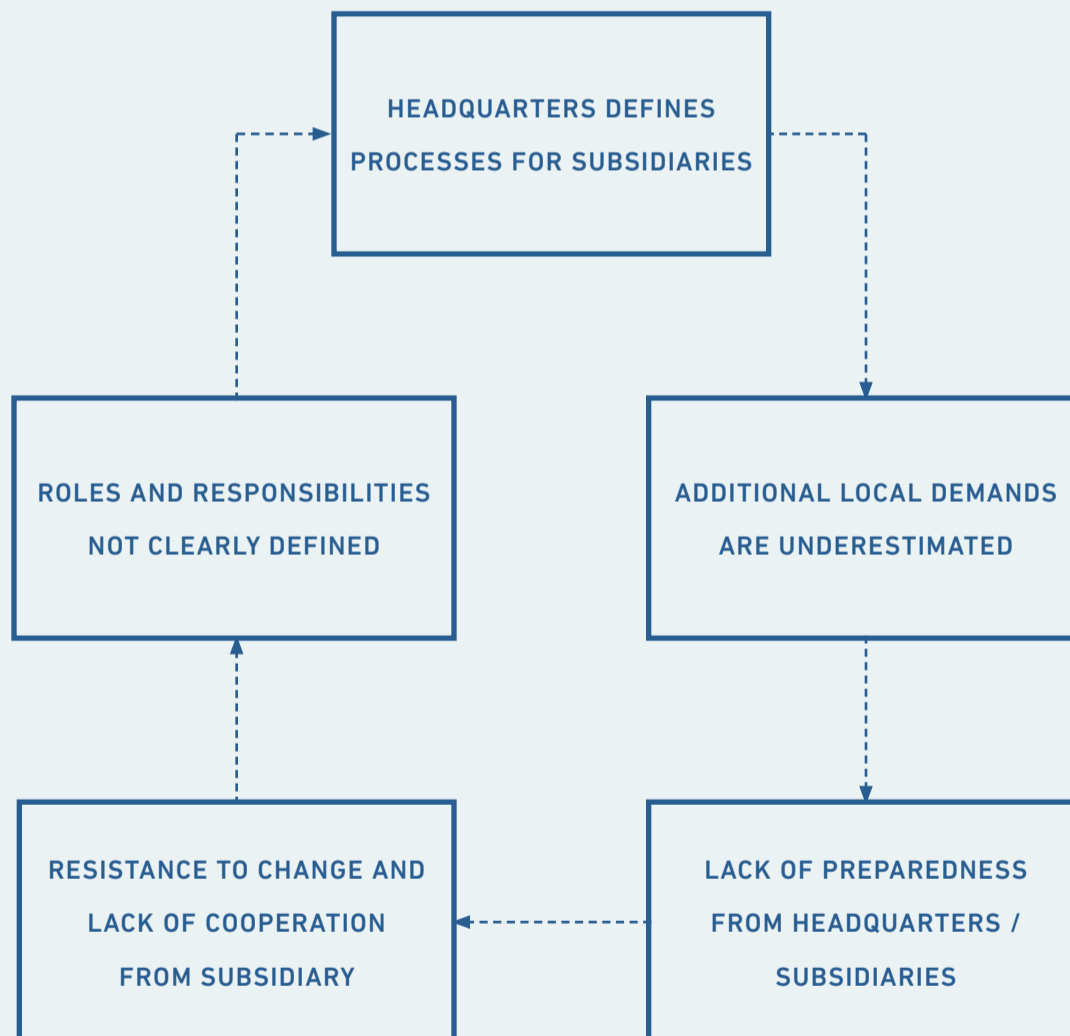 HEADQUARTERS DEFINES
PROCESSES FOR SUBSIDIARIES
ROLES AND RESPONSIBILITIES
NOT CLEARLY DEFINED
ADDITIONAL LOCAL DEMANDS
ARE UNDERESTIMATED
RESISTANCE TO CHANGE AND
LACK OF COOPERATION
FROM SUBSIDIARY
LACK OF PREPAREDNESS
FROM HEADQUARTERS /
SUBSIDIARIES